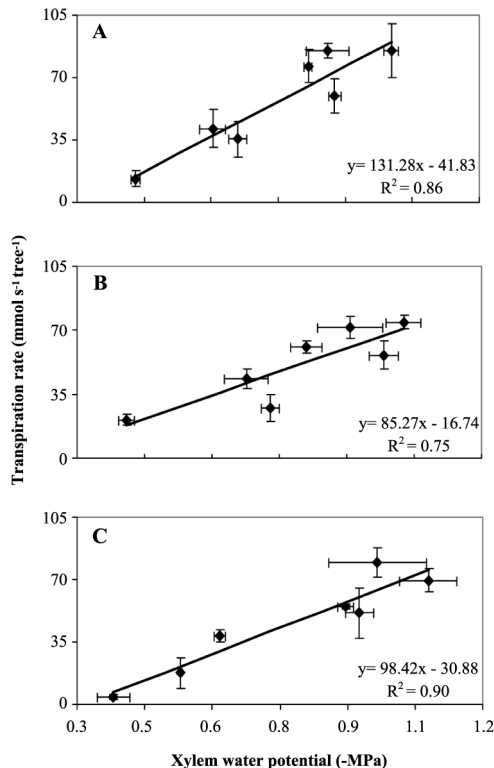 A
105
70
35
0
y= 131.28x - 41.83
R² = 0.86
B
105
70
35
0
y= 85.27x - 16.74
R² = 0.75
C
105
70
35
0
y= 98.42x - 30.88
R² = 0.90
0.3 0.5 0.6 0.8 0.9 1.1 1.2
Xylem water potential (-MPa)
Transpiration rate (mmol s⁻¹ tree⁻¹)